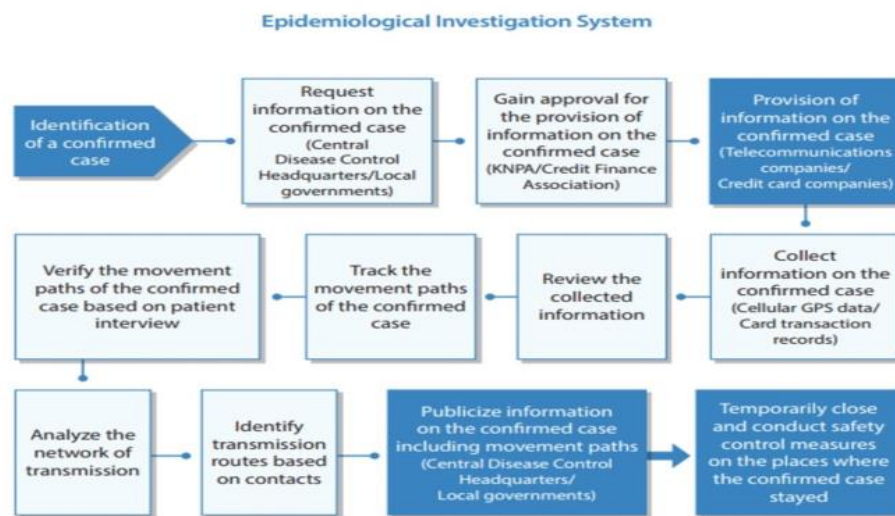 Epidemiological Investigation System
Identification
of a confirmed
case
Request
information on the
confirmed case
(Central
Disease Control
Headquarters/Local
governments)
Gain approval for
the provision of
information on the
confirmed case
(KNPA/Credit Finance
Association)
Provision of
information on the
confirmed case
(Telecommunications
companies/
Credit card companies)
Collect
information on the
confirmed case
(Cellular GPS data/
Card transaction
records)
Review the
collected
information
Track the
movement paths
of the confirmed
case
Verify the movement
paths of the confirmed
case based on patient
interview
Analyze the
network of
transmission
Identify
transmission
routes based
on contacts
Publicize information
on the confirmed case
including movement paths
(Central Disease Control
Headquarters/
Local governments)
Temporarily close
and conduct safety
control measures
on the places where
the confirmed case
stayed